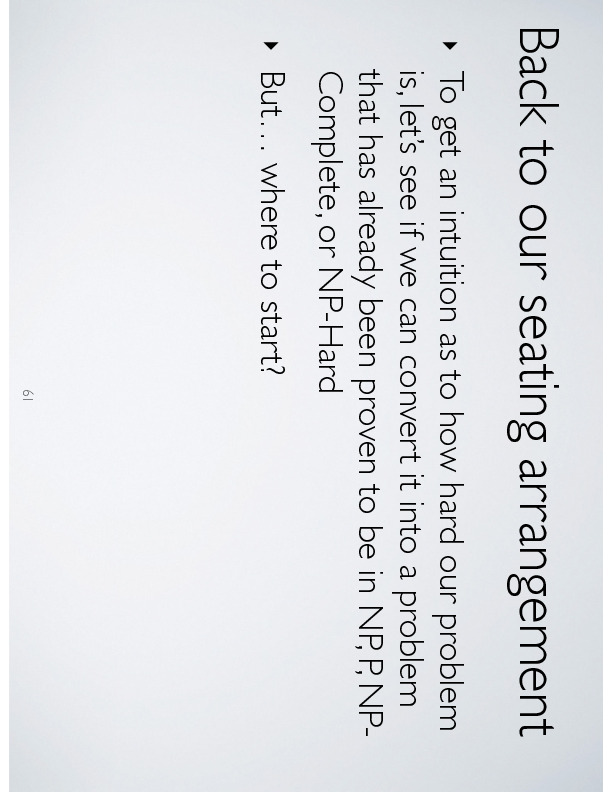 Back to our seating arrangement
‣ To get an intuition as to how hard our problem
is, let's see if we can convert it into a problem
that has already been proven to be in NP, P, NP-
Complete, or NP-Hard
‣ But… where to start?
61